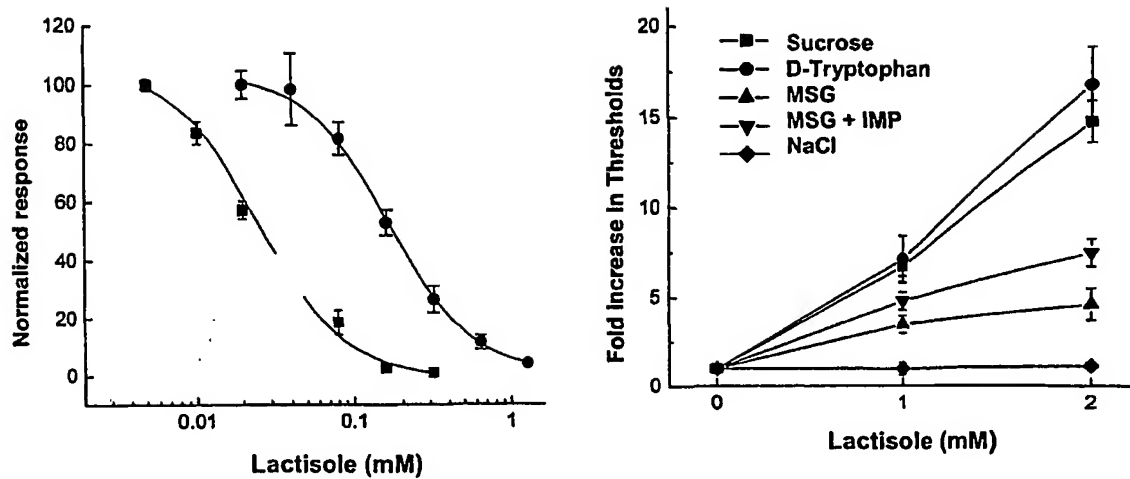 120
100
80
60
40
20
0
Normalized response
0.01
0.1
1
Lactisole (mM)
20
15
10
5
0
Fold Increase In Thresholds
Sucrose
D-Tryptophan
MSG
MSG + IMP
NaCl
0
1
2
Lactisole (mM)